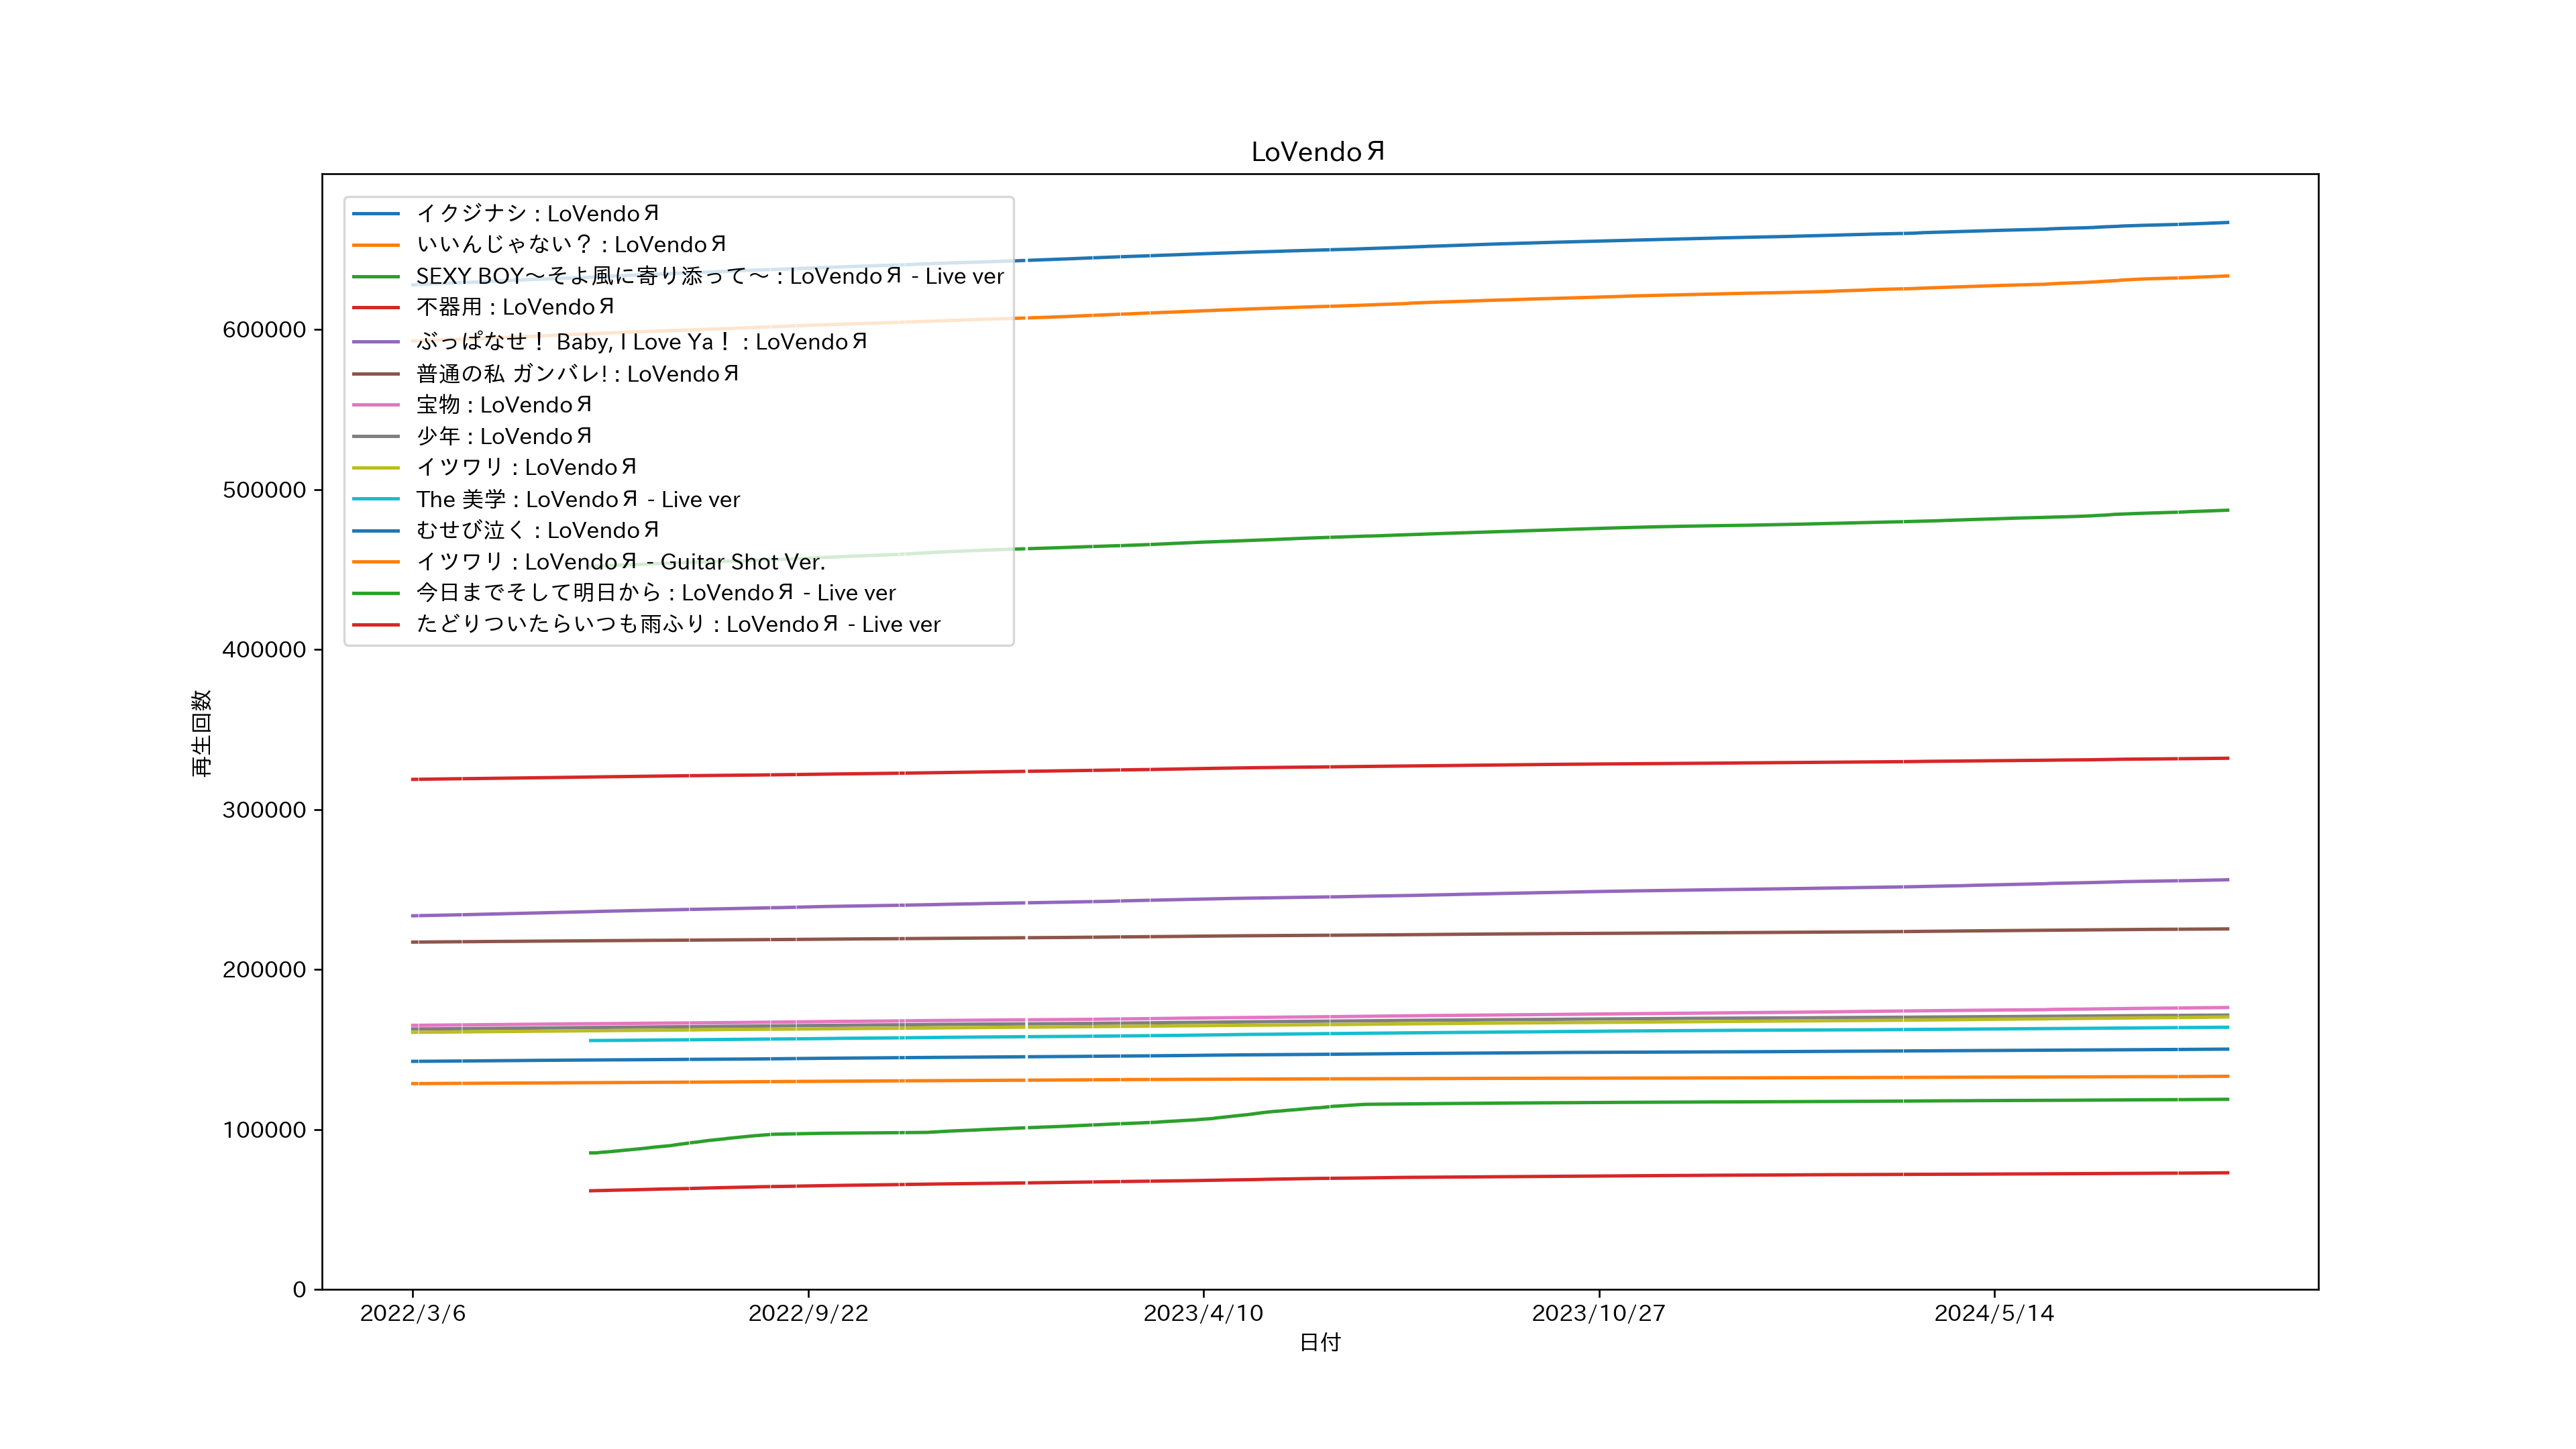 LoVendoЯ
イクジナシ : LoVendoЯ
いいんじゃない？ : LoVendoЯ
SEXY BOY～そよ風に寄り添って～ : LoVendoЯ - Live ver
不器用 : LoVendoЯ
ぶっぱなせ！ Baby, I Love Ya！ : LoVendoЯ
普通の私 ガンバレ! : LoVendoЯ
宝物 : LoVendoЯ
少年 : LoVendoЯ
イツワリ : LoVendoЯ
The 美学 : LoVendoЯ - Live ver
むせび泣く : LoVendoЯ
イツワリ : LoVendoЯ - Guitar Shot Ver.
今日までそして明日から : LoVendoЯ - Live ver
たどりついたらいつも雨ふり : LoVendoЯ - Live ver
600000
500000
400000
300000
200000
100000
0
再生回数
2022/3/6
2022/9/22
2023/4/10
2023/10/27
2024/5/14
日付